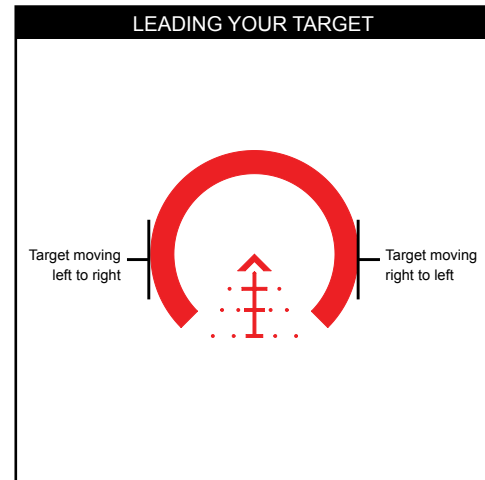 LEADING YOUR TARGET
Target moving
left to right
Target moving
right to left